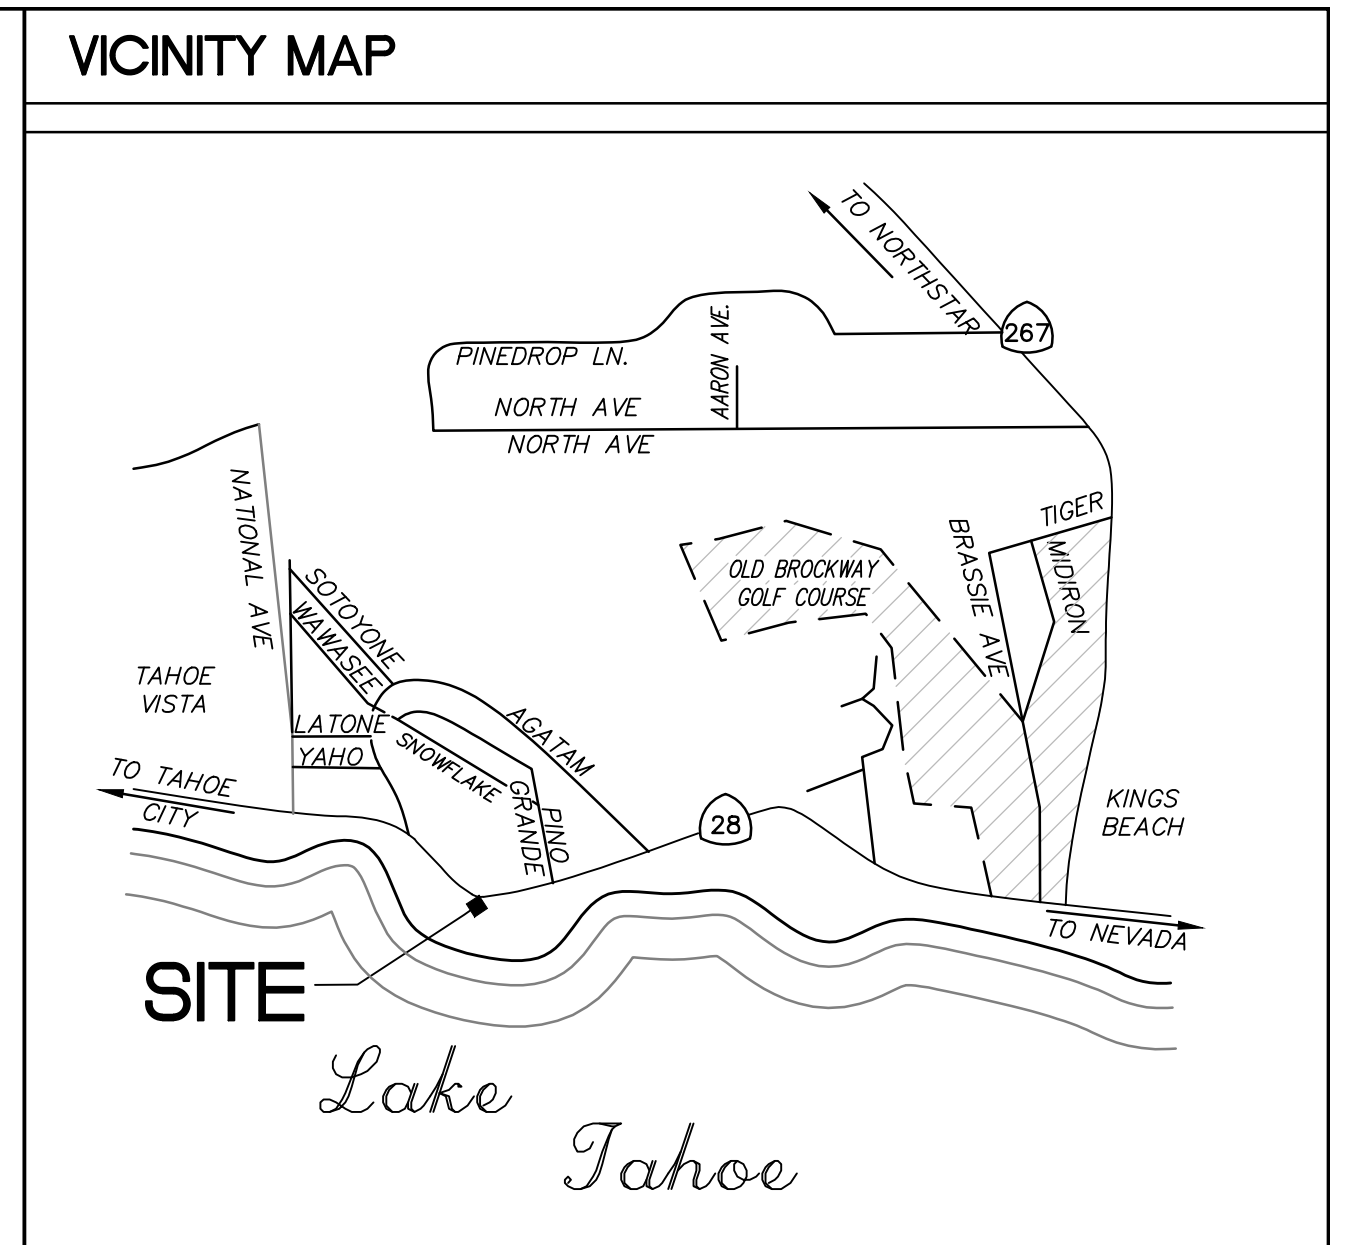 VICINITY MAP
TO NORTHSTAR
267
PINEDROP LN.
AARON AVE.
NORTH AVE
NORTH AVE
NATIONAL AVE
TIGER
BRASSIE AVE
MIDIRON
OLD BROCKWAY
GOLF COURSE
SOTOYONE
WAWASEE
TAHOE
VISTA
LATONE
AGATAM
YAHO
SNOWFLAKE
PINO
GRANDE
TO TAHOE
CITY
28
KINGS
BEACH
TO NEVADA
SITE
Lake
Tahoe